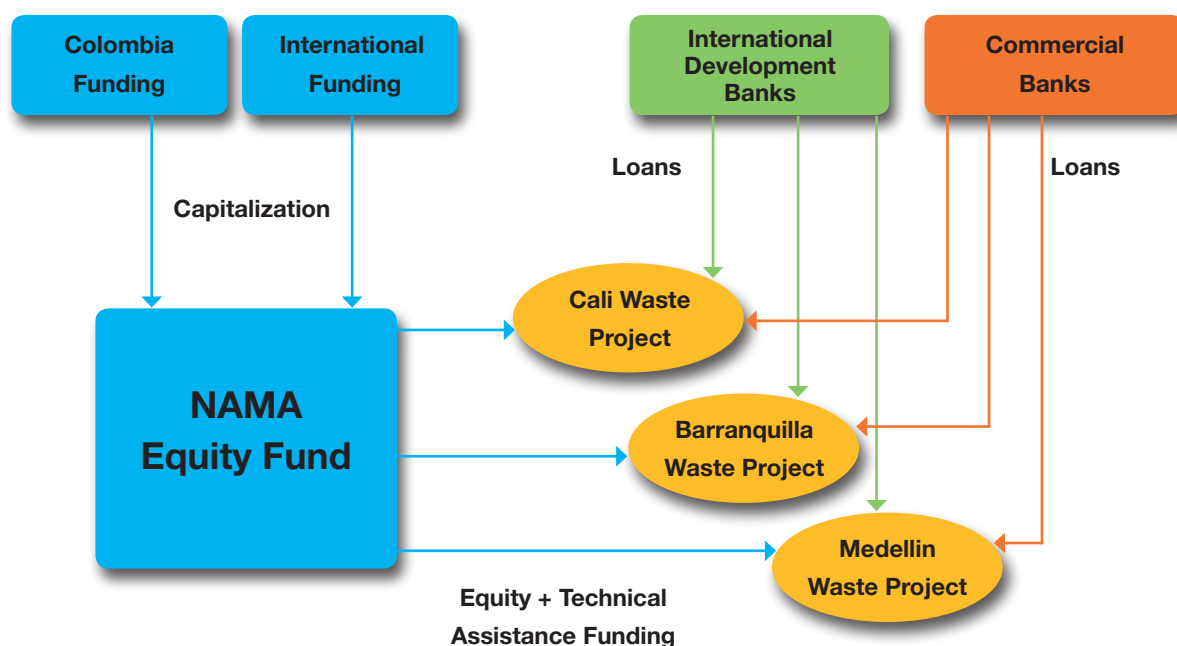 Colombia
Funding
International
Funding
International
Development
Banks
Commercial
Banks
Loans
Loans
Capitalization
Cali Waste
Project
NAMA
Equity Fund
Barranquilla
Waste Project
Medellin
Waste Project
Equity + Technical
Assistance Funding